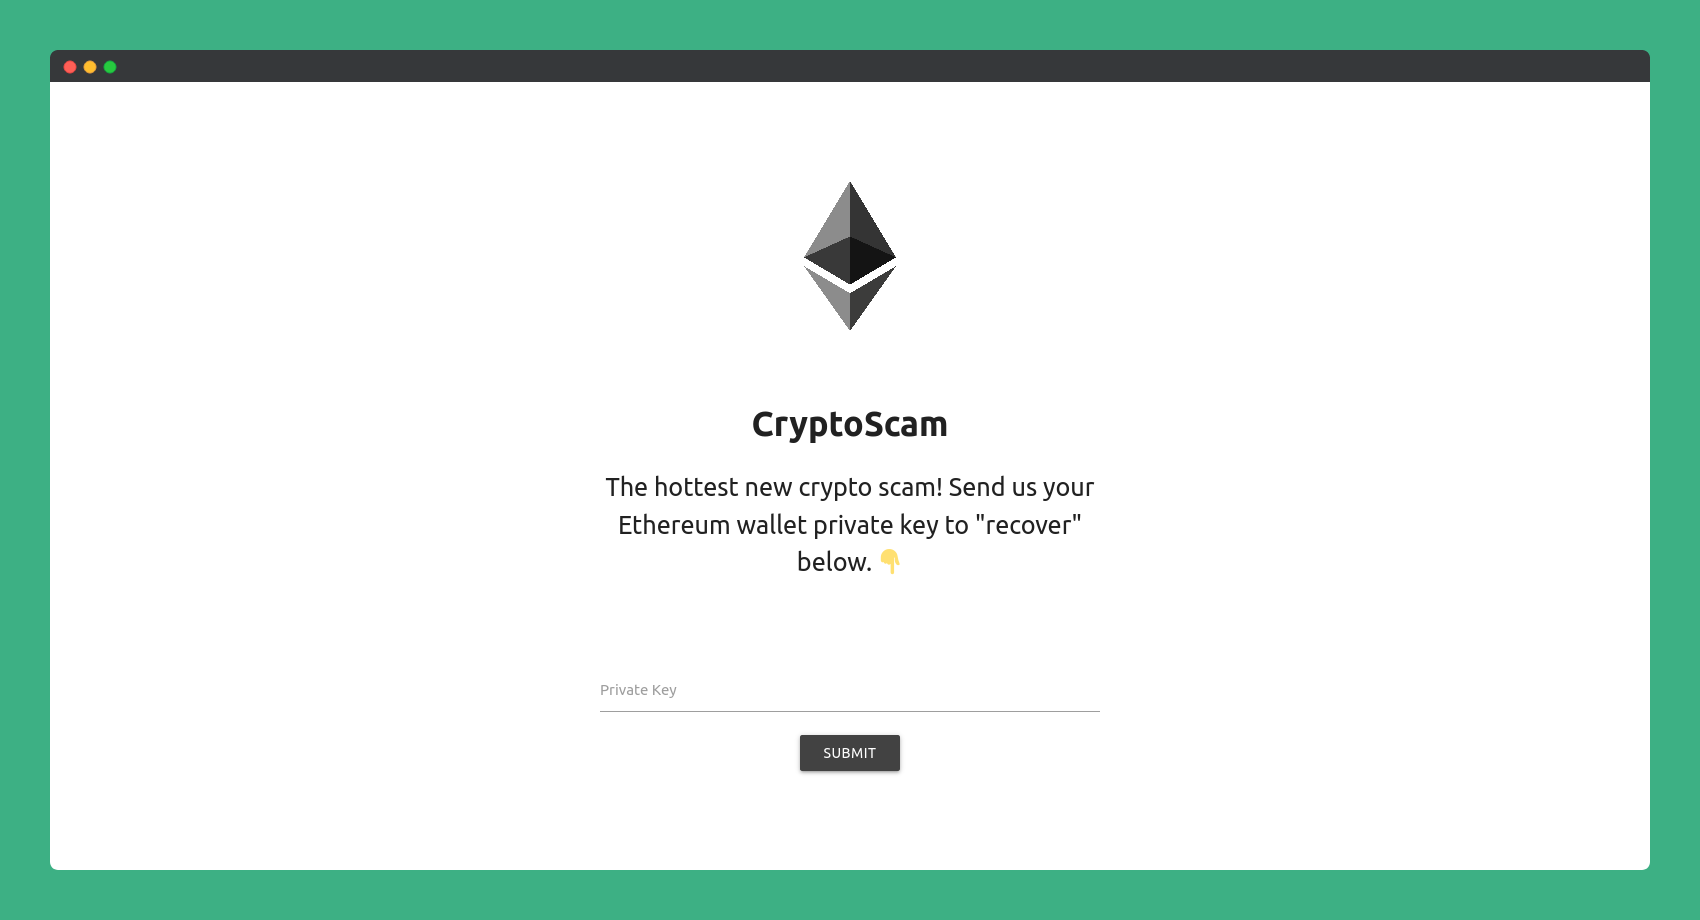 CryptoScam
The hottest new crypto scam! Send us your
Ethereum wallet private key to "recover"
below. 👇
Private Key
SUBMIT